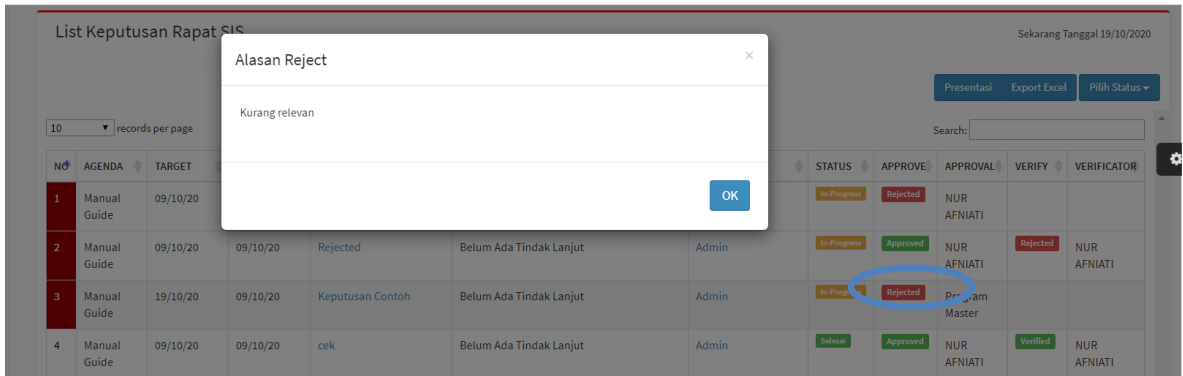 List Keputusan Rapat SIS
Sekarang Tanggal 19/10/2020
Alasan Reject
×
Kurang relevan
OK
Presentasi Export Excel Pilih Status
10 records per page
Search:
NO AGENDA TARGET STATUS APPROVE APPROVAL VERIFY VERIFICATOR
1 Manual Guide 09/10/20 In-Progress Rejected NUR AFNIATI
2 Manual Guide 09/10/20 09/10/20 Rejected Belum Ada Tindak Lanjut Admin In-Progress Approved NUR AFNIATI Rejected NUR AFNIATI
3 Manual Guide 19/10/20 09/10/20 Keputusan Contoh Belum Ada Tindak Lanjut Admin In-Progress Rejected Program Master
4 Manual Guide 09/10/20 09/10/20 cek Belum Ada Tindak Lanjut Admin Selesai Approved NUR AFNIATI Verified NUR AFNIATI